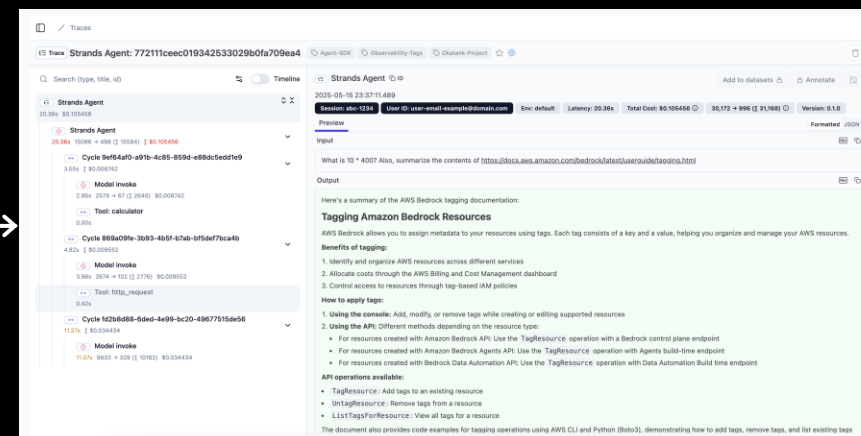 Traces
Trace Strands Agent: 772111ceec019342533029b0fa709ea4 Agent-SDK Observability-Tags Okatank-Project
Search (type, title, id) Timeline
Strands Agent
20.36s $0.105456
Strands Agent
20.36s 15088 → 498 (∑ 15584) ∑ $0.105456
Cycle 9ef64af0-a91b-4c85-859d-e88dc5edd1e9
3.55s ∑ $0.008742
Model invoke
2.96s 2579 → 67 (∑ 2646) $0.008742
Tool: calculator
0.00s
Cycle 869a09fe-3b93-4b5f-b7ab-bf5def7bca4b
4.82s ∑ $0.009552
Model invoke
3.96s 2674 → 102 (∑ 2776) $0.009552
Tool: http_request
0.42s
Cycle fd2b8d88-6ded-4e99-bc20-49677515de56
11.27s ∑ $0.034434
Model invoke
11.07s 9833 → 329 (∑ 10162) $0.034434
Strands Agent ID
Add to datasets Annotate
2025-05-15 23:37:11.489
Session: abc-1234 User ID: user-email-example@domain.com Env: default Latency: 20.36s Total Cost: $0.105456 30,172 → 996 (∑ 31,168) Version: 0.1.0
Preview Formatted JSON
Input
What is 10 * 400? Also, summarize the contents of https://docs.aws.amazon.com/bedrock/latest/userguide/tagging.html
Output
Here's a summary of the AWS Bedrock tagging documentation:
Tagging Amazon Bedrock Resources
AWS Bedrock allows you to assign metadata to your resources using tags. Each tag consists of a key and a value, helping you organize and manage your AWS resources.
Benefits of tagging:
1. Identify and organize AWS resources across different services
2. Allocate costs through the AWS Billing and Cost Management dashboard
3. Control access to resources through tag-based IAM policies
How to apply tags:
1. Using the console: Add, modify, or remove tags while creating or editing supported resources
2. Using the API: Different methods depending on the resource type:
• For resources created with Amazon Bedrock API: Use the TagResource operation with a Bedrock control plane endpoint
• For resources created with Amazon Bedrock Agents API: Use the TagResource operation with Agents build-time endpoint
• For resources created with Bedrock Data Automation API: Use the TagResource operation with Data Automation Build time endpoint
API operations available:
• TagResource: Add tags to an existing resource
• UntagResource: Remove tags from a resource
• ListTagsForResource: View all tags for a resource
The document also provides code examples for tagging operations using AWS CLI and Python (Boto3), demonstrating how to add tags, remove tags, and list existing tags